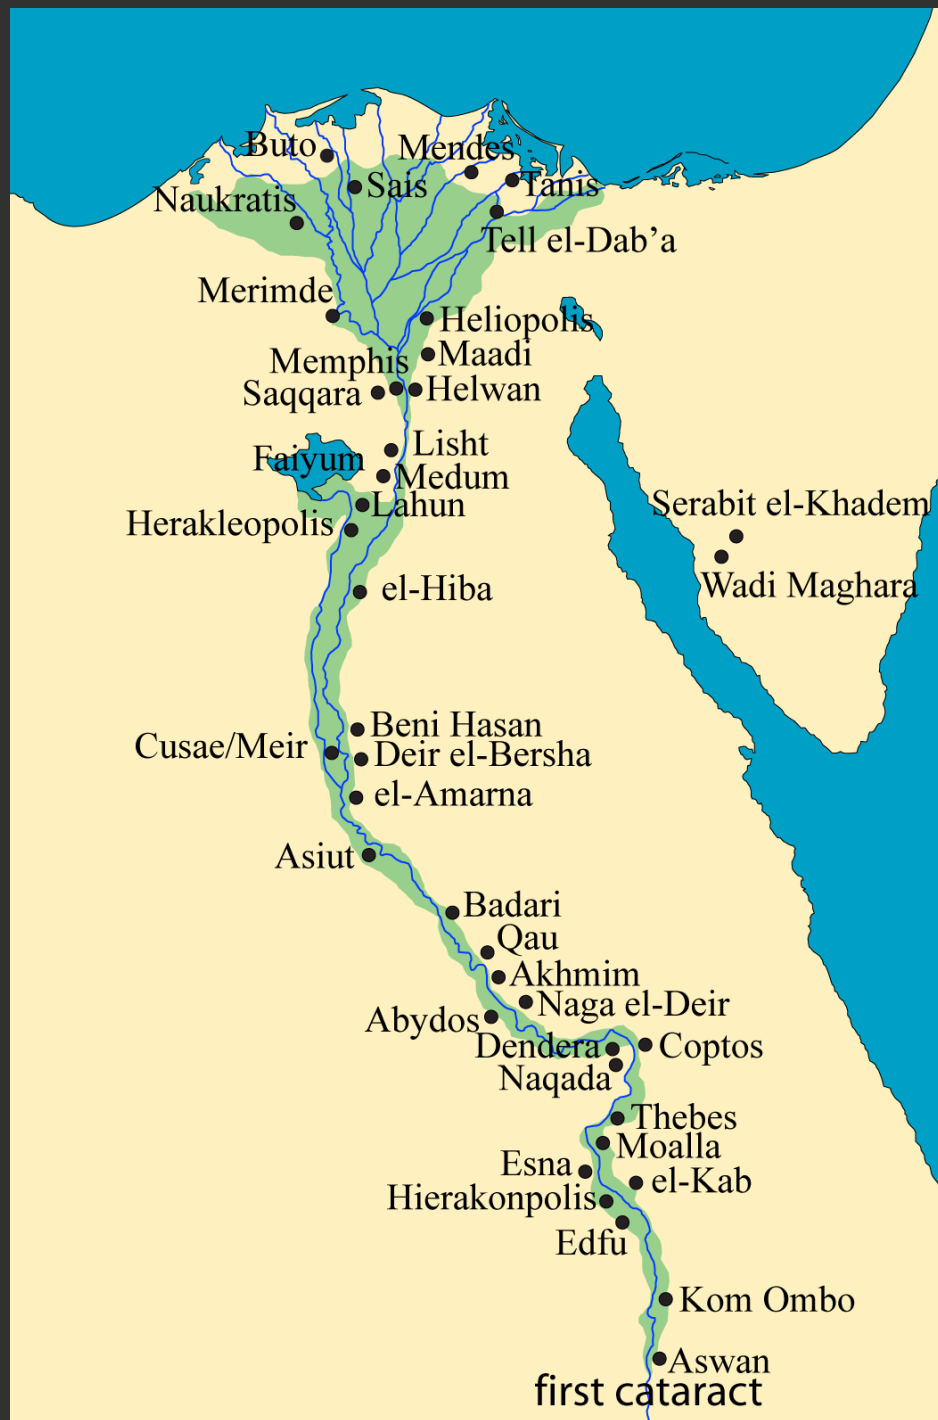 Buto
Mendes
Sais
Tanis
Naukratis
Tell el-Dab’a
Merimde
Heliopolis
Maadi
Memphis
Saqqara
Helwan
Lisht
Faiyum
Medum
Lahun
Serabit el-Khadem
Herakleopolis
Wadi Maghara
el-Hiba
Beni Hasan
Cusae/Meir
Deir el-Bersha
el-Amarna
Asiut
Badari
Qau
Akhmim
Naga el-Deir
Abydos
Dendera
Coptos
Naqada
Thebes
Moalla
Esna
el-Kab
Hierakonpolis
Edfu
Kom Ombo
Aswan
first cataract